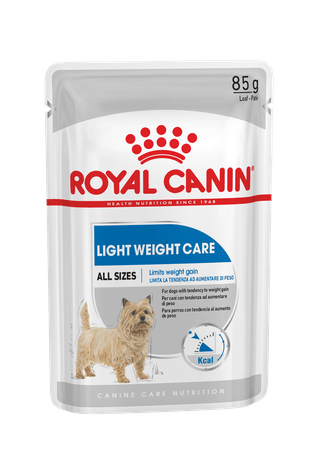 85g
Loaf - Paté
ROYAL CANIN
HEALTH NUTRITION SINCE 1968
LIGHT WEIGHT CARE
ALL SIZES
Limits weight gain
LIMITA LA TENDENZA AD AUMENTARE DI PESO
For dogs with tendency to weight gain
Per cani con tendenza ad aumentare
di peso
Para perros con tendencia al aumento
de peso
Kcal
CANINE CARE NUTRITION